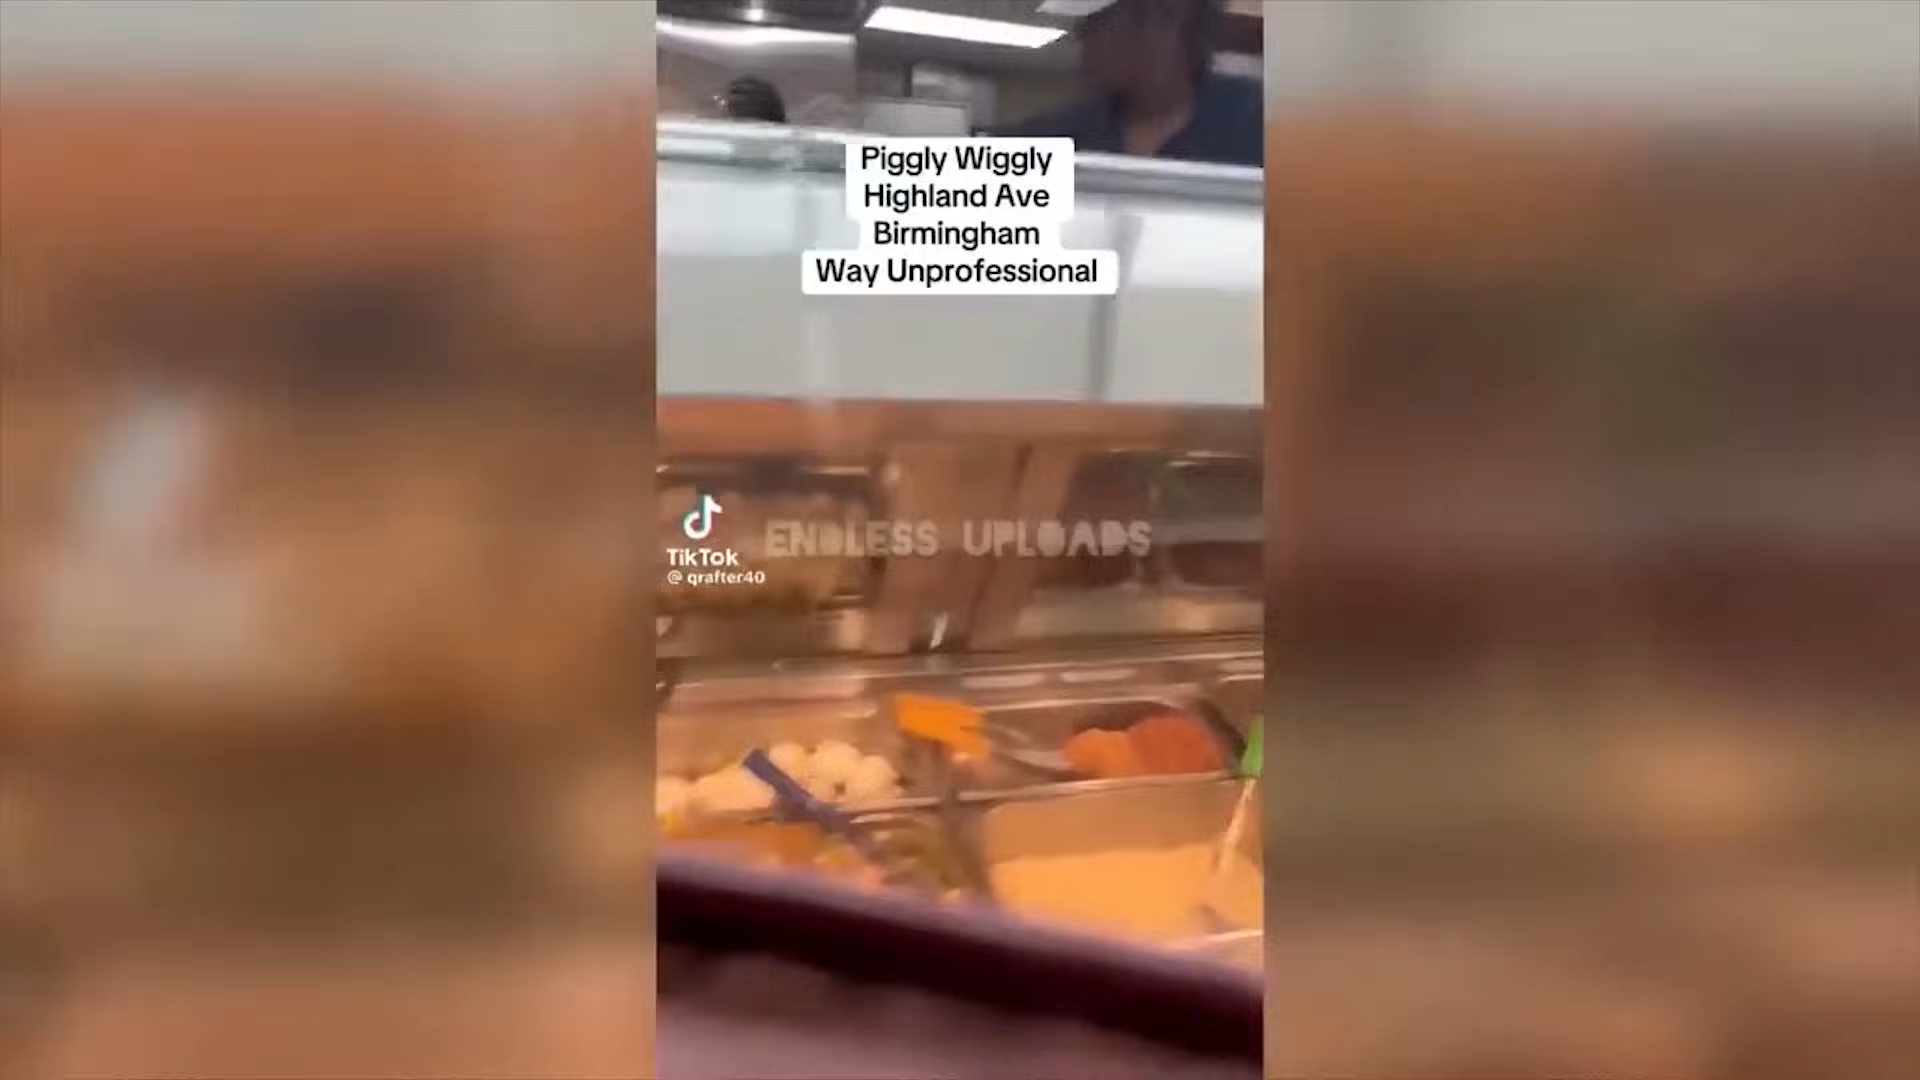 Piggly Wiggly
Highland Ave
Birmingham
Way Unprofessional
ENDLESS UPLOADS
TikTok
@ qrafter40